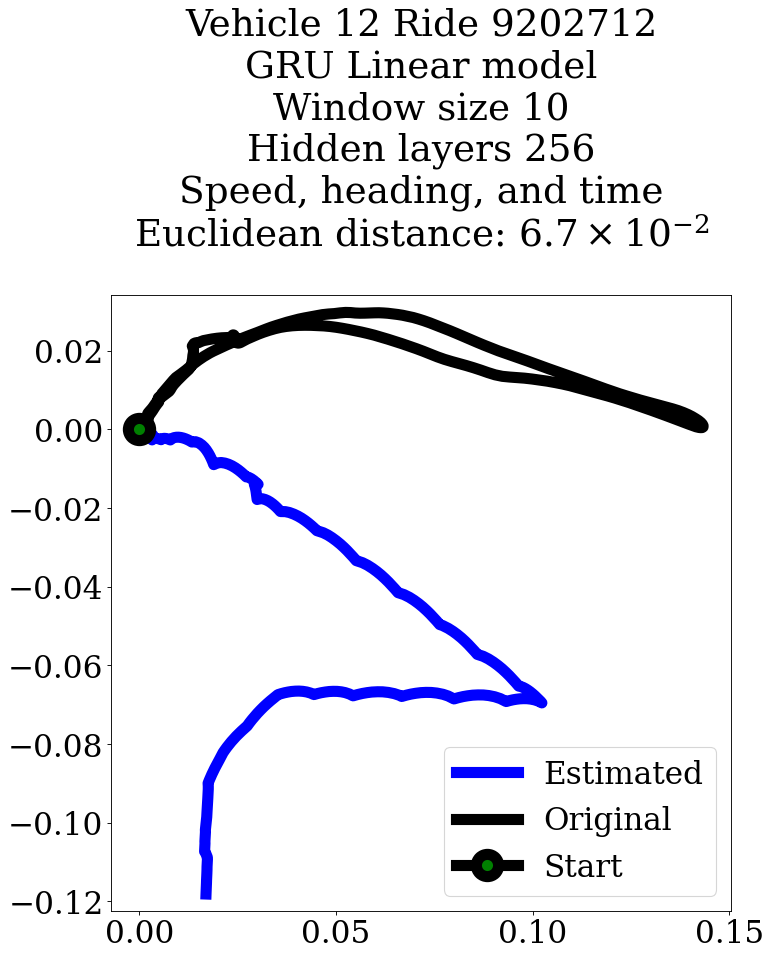 Vehicle 12 Ride 9202712
GRU Linear model
Window size 10
Hidden layers 256
Speed, heading, and time
Euclidean distance: 6.7 × 10⁻²
0.02
0.00
−0.02
−0.04
−0.06
−0.08
−0.10
−0.12
Estimated
Original
Start
0.00 0.05 0.10 0.15